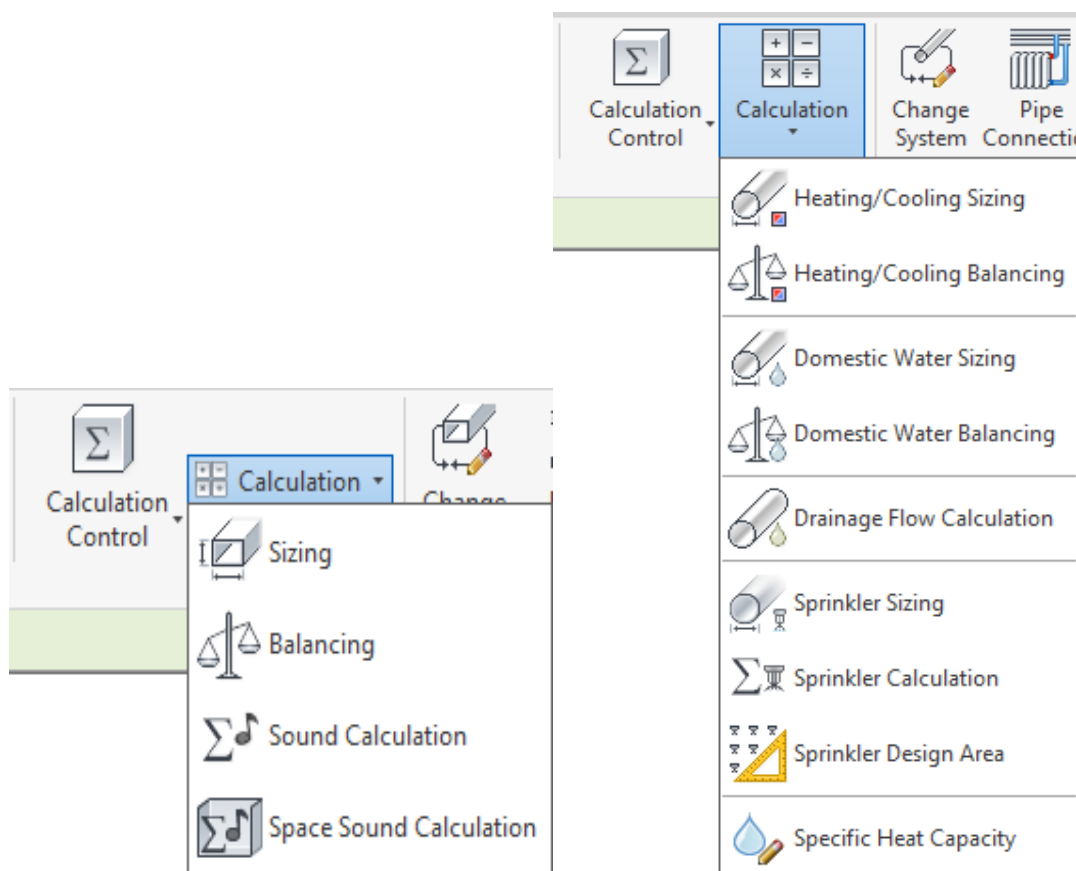 Calculation
Control
Calculation
Change
Sizing
Balancing
Sound Calculation
Space Sound Calculation
Calculation
Control
Calculation
Change
System
Pipe
Heating/Cooling Sizing
Heating/Cooling Balancing
Domestic Water Sizing
Domestic Water Balancing
Drainage Flow Calculation
Sprinkler Sizing
Sprinkler Calculation
Sprinkler Design Area
Specific Heat Capacity